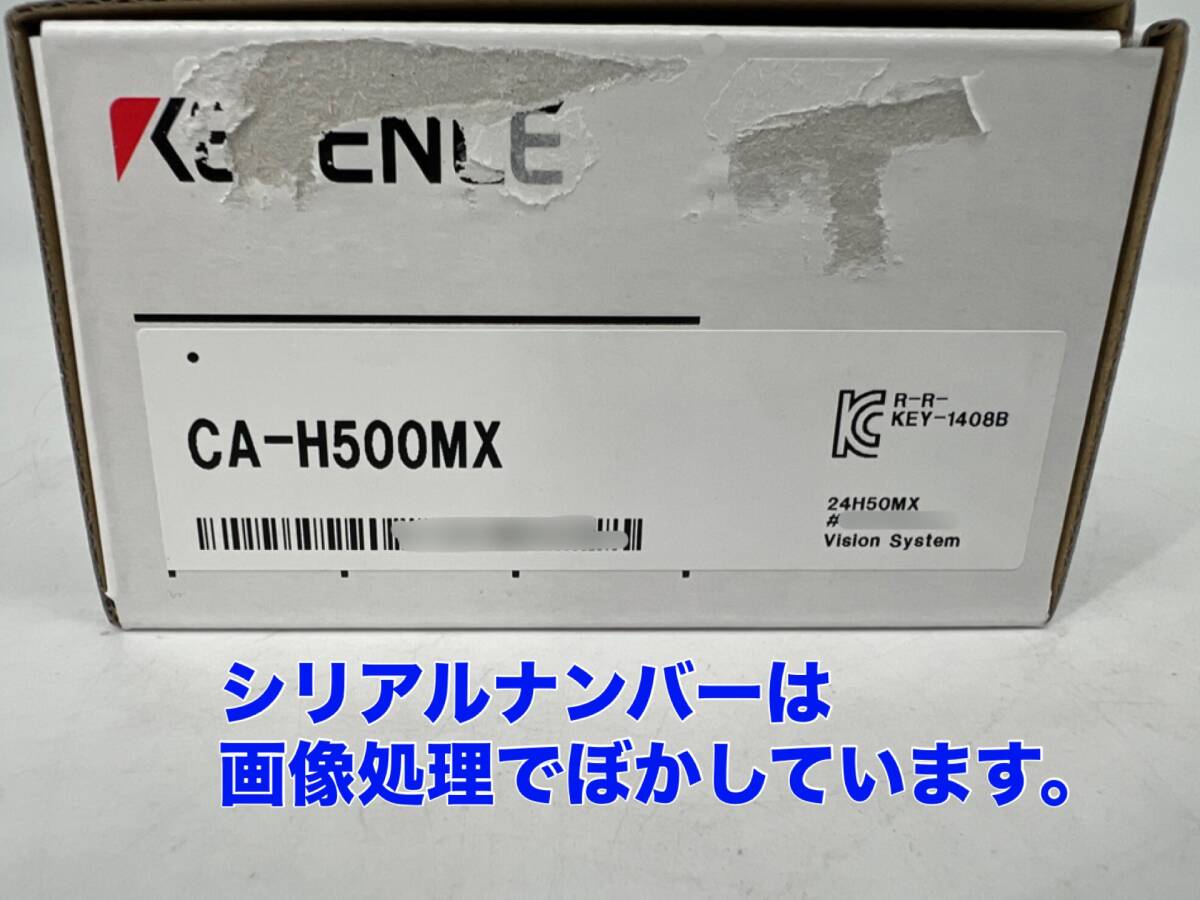 KEYENCE
CA-H500MX
R-R-
KEY-1408B
24H50MX
#
Vision System
シリアルナンバーは
画像処理でぼかしています。